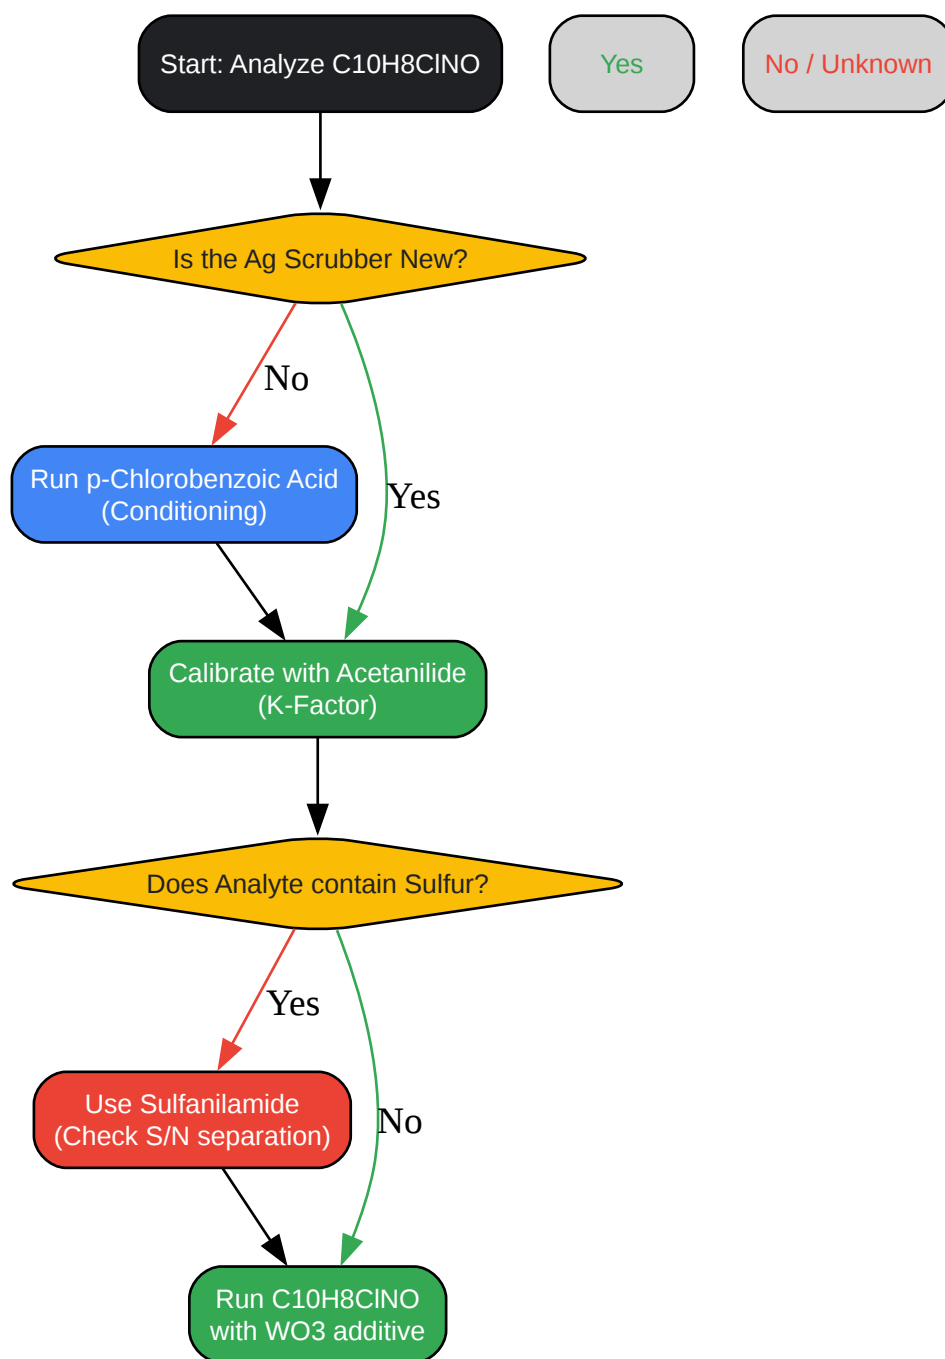 Start: Analyze C10H8ClNO
Yes
No / Unknown
Is the Ag Scrubber New?
No
Yes
Run p-Chlorobenzoic Acid
(Conditioning)
Calibrate with Acetanilide
(K-Factor)
Does Analyte contain Sulfur?
Yes
No
Use Sulfanilamide
(Check S/N separation)
Run C10H8ClNO
with WO3 additive